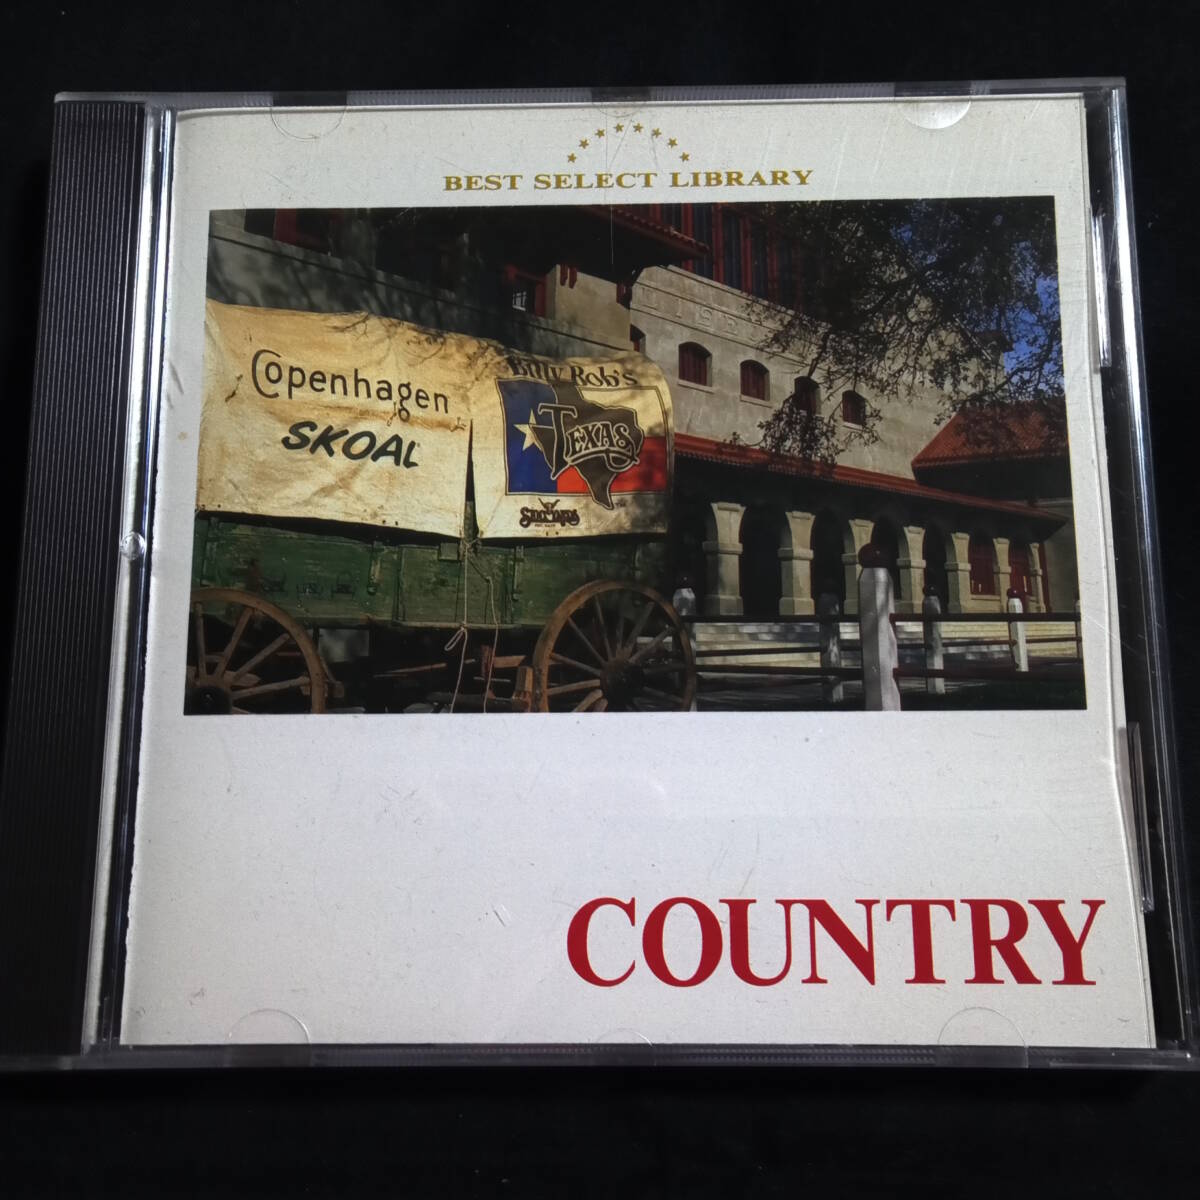 BEST SELECT LIBRARY
Copenhagen
SKOAL
Billy Bob's
TEXAS
COUNTRY